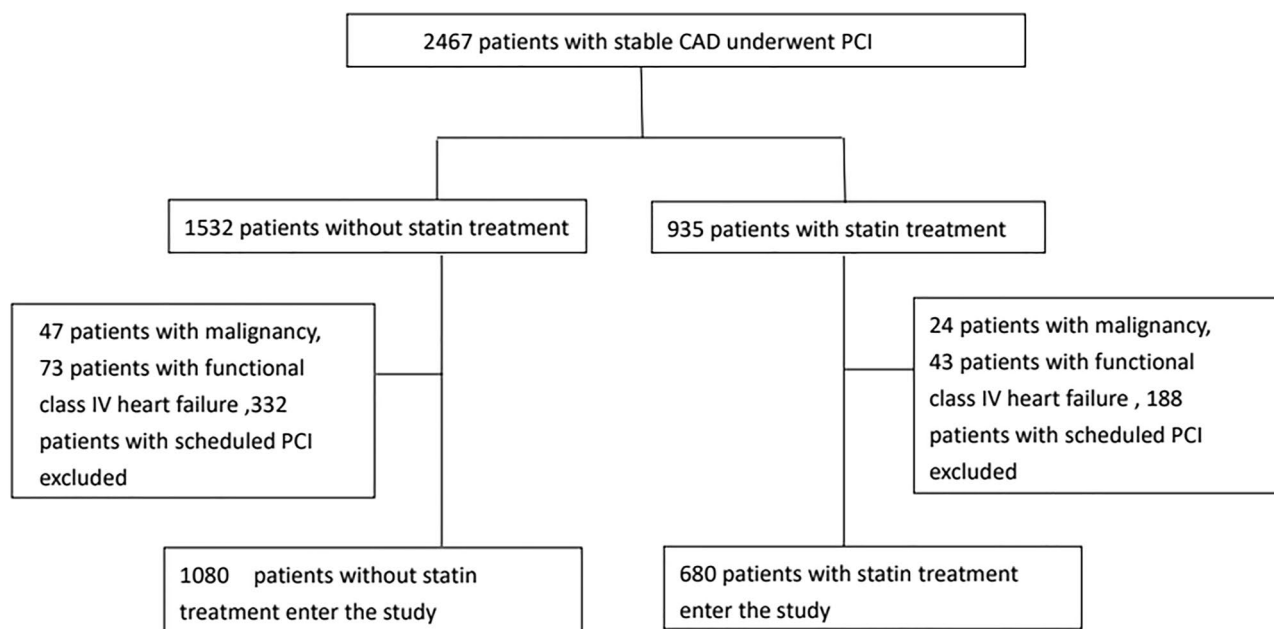 2467 patients with stable CAD underwent PCI
1532 patients without statin treatment
935 patients with statin treatment
47 patients with malignancy,
73 patients with functional
class IV heart failure ,332
patients with scheduled PCI
excluded
24 patients with malignancy,
43 patients with functional
class IV heart failure , 188
patients with scheduled PCI
excluded
1080 patients without statin
treatment enter the study
680 patients with statin treatment
enter the study